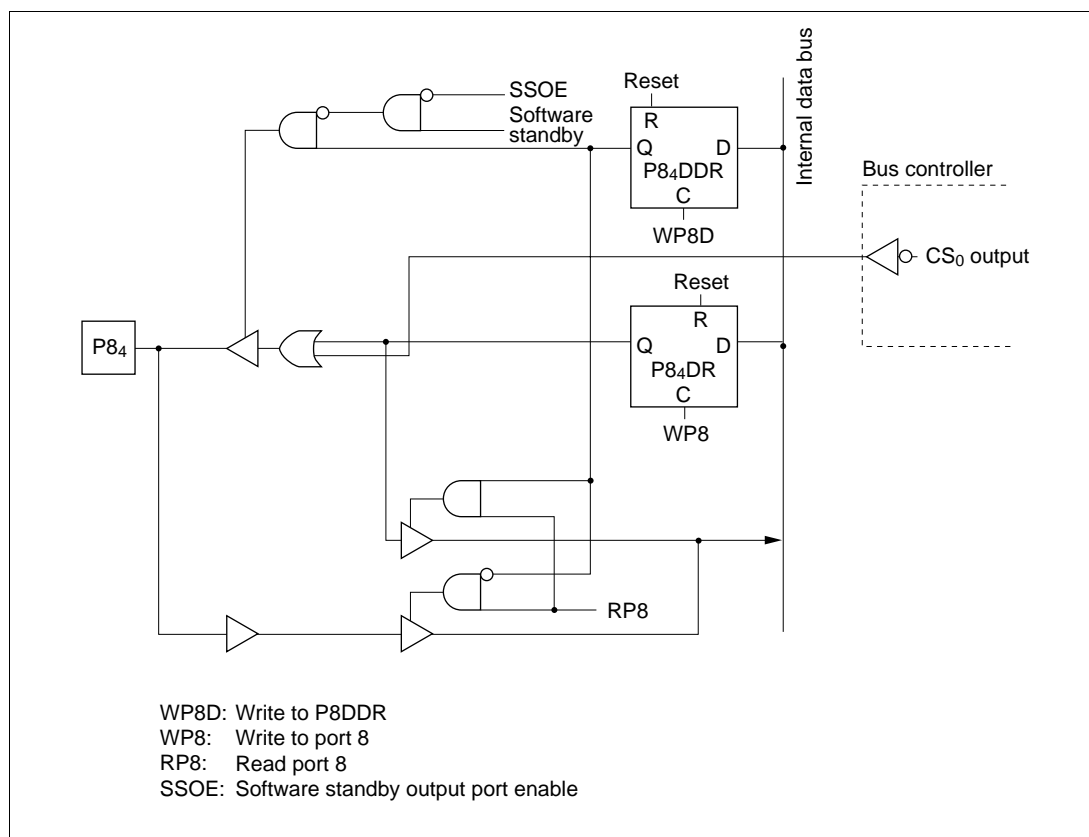 SSOE
Software
standby
Reset
R
Q D
P8₄DDR
C
WP8D
Internal data bus
Bus controller
CS₀ output
Reset
R
Q D
P8₄DR
C
WP8
P8₄
RP8
WP8D: Write to P8DDR
WP8: Write to port 8
RP8: Read port 8
SSOE: Software standby output port enable